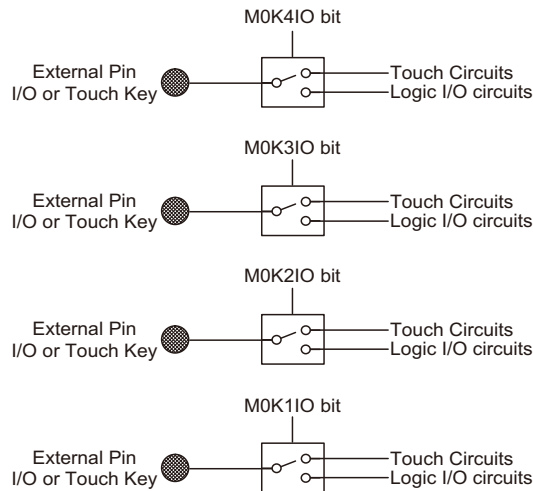 M0K4IO bit
External Pin
I/O or Touch Key
Touch Circuits
Logic I/O circuits
M0K3IO bit
External Pin
I/O or Touch Key
Touch Circuits
Logic I/O circuits
M0K2IO bit
External Pin
I/O or Touch Key
Touch Circuits
Logic I/O circuits
M0K1IO bit
External Pin
I/O or Touch Key
Touch Circuits
Logic I/O circuits